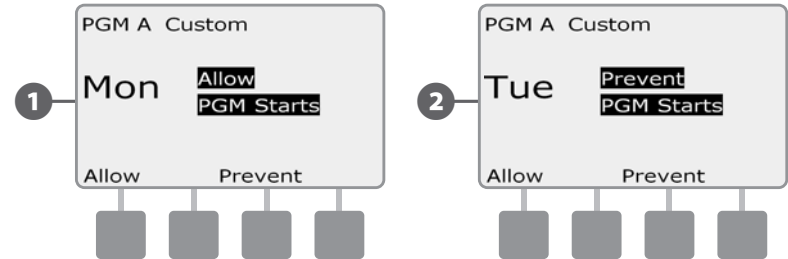 PGM A Custom
1
Mon
Allow
PGM Starts
Allow Prevent
PGM A Custom
2
Tue
Prevent
PGM Starts
Allow Prevent